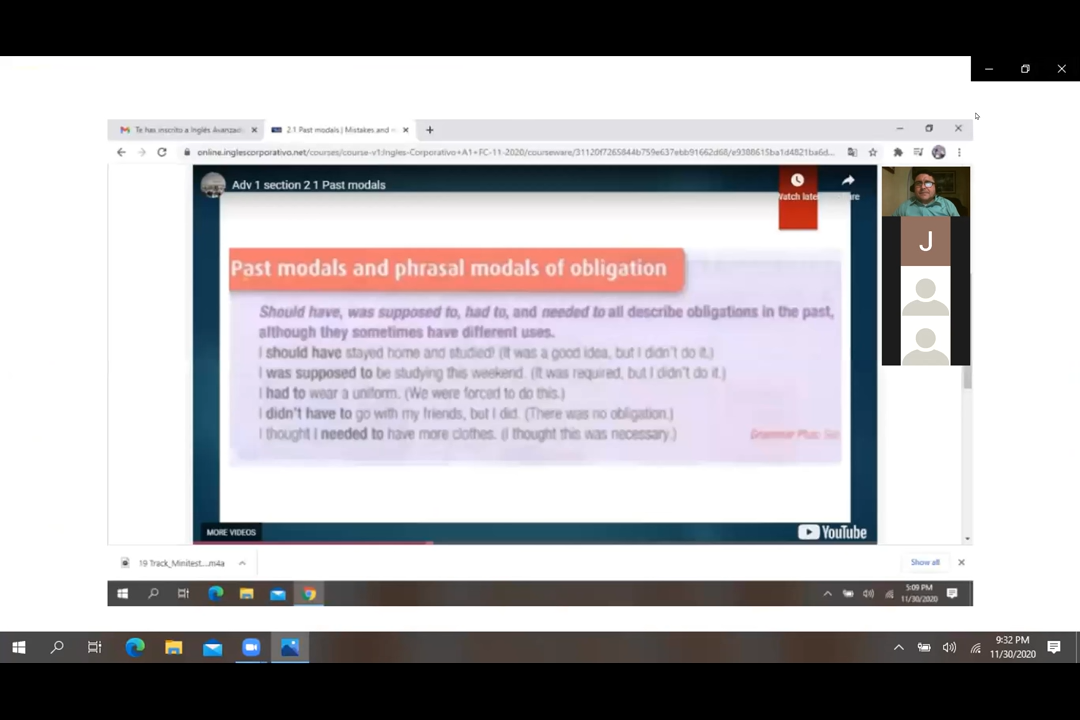 Te has inscrito a Inglés Avanzad
2.1 Past modals | Mistakes and
online.inglescorporativo.net/courses/course-v1:Ingles-Corporativo+A1+FC-11-2020/courseware/31120f7265844b759e637ebb91662d68/e9388615ba1d4821ba6d...
Adv 1 section 2 1 Past modals
Watch late
are
Past modals and phrasal modals of obligation
Should have, was supposed to, had to, and needed to all describe obligations in the past,
although they sometimes have different uses.
I should have stayed home and studied! (It was a good idea, but I didn't do it.)
I was supposed to be studying this weekend. (It was required, but I didn't do it.)
I had to wear a uniform. (We were forced to do this.)
I didn't have to go with my friends, but I did. (There was no obligation.)
I thought I needed to have more clothes. (I thought this was necessary.)
Grammar Plus: Se
J
MORE VIDEOS
YouTube
19 Track_Minitest....m4a
Show all
5:09 PM
11/30/2020
9:32 PM
11/30/2020